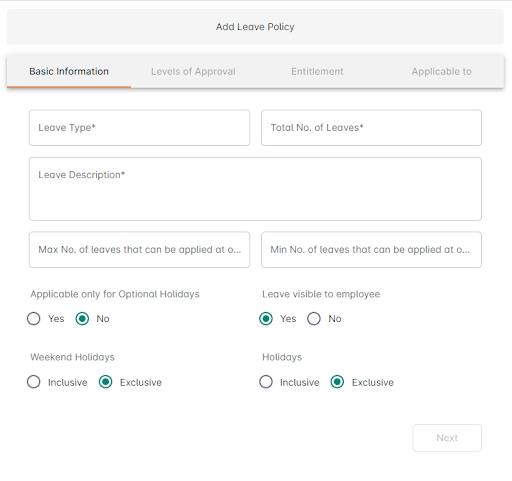 Add Leave Policy
Basic Information Levels of Approval Entitlement Applicable to
Leave Type* Total No. of Leaves*
Leave Description*
Max No. of leaves that can be applied at o... Min No. of leaves that can be applied at o...
Applicable only for Optional Holidays Leave visible to employee
Yes No Yes No
Weekend Holidays Holidays
Inclusive Exclusive Inclusive Exclusive
Next